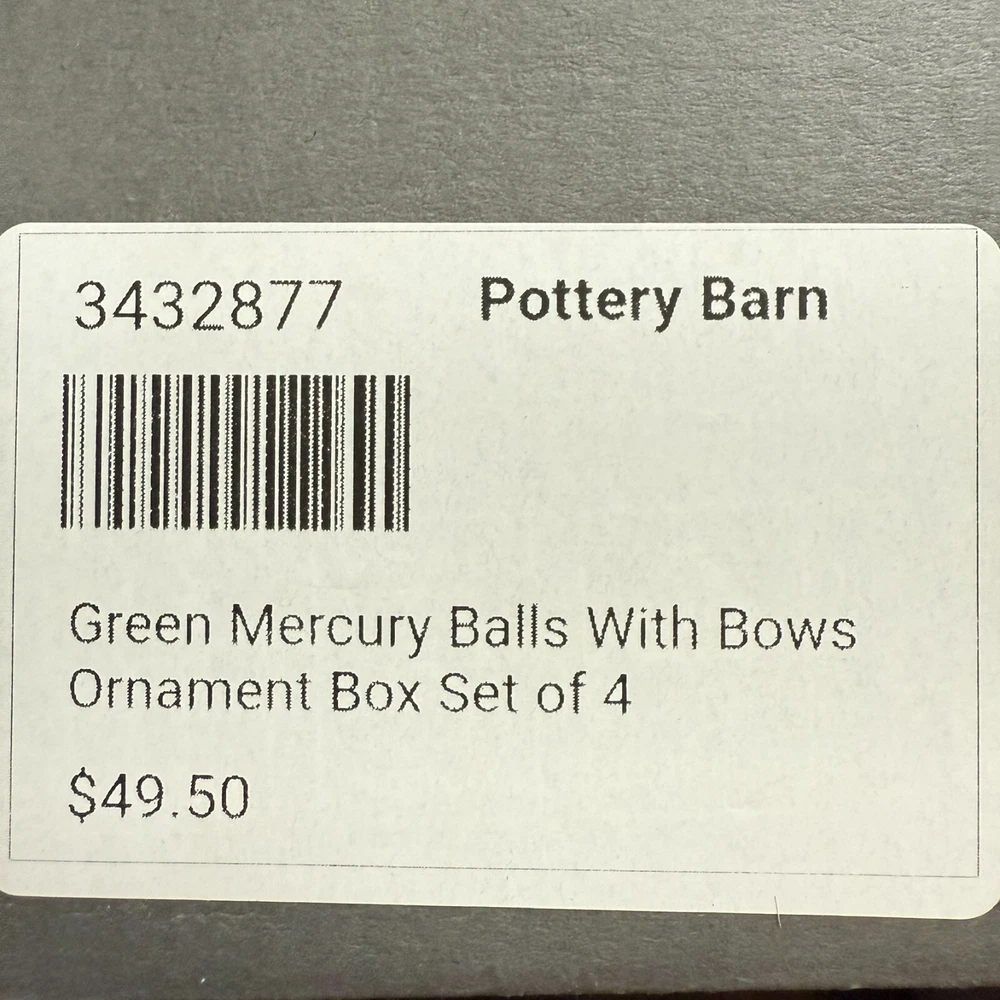 3432877 Pottery Barn
Green Mercury Balls With Bows
Ornament Box Set of 4
$49.50